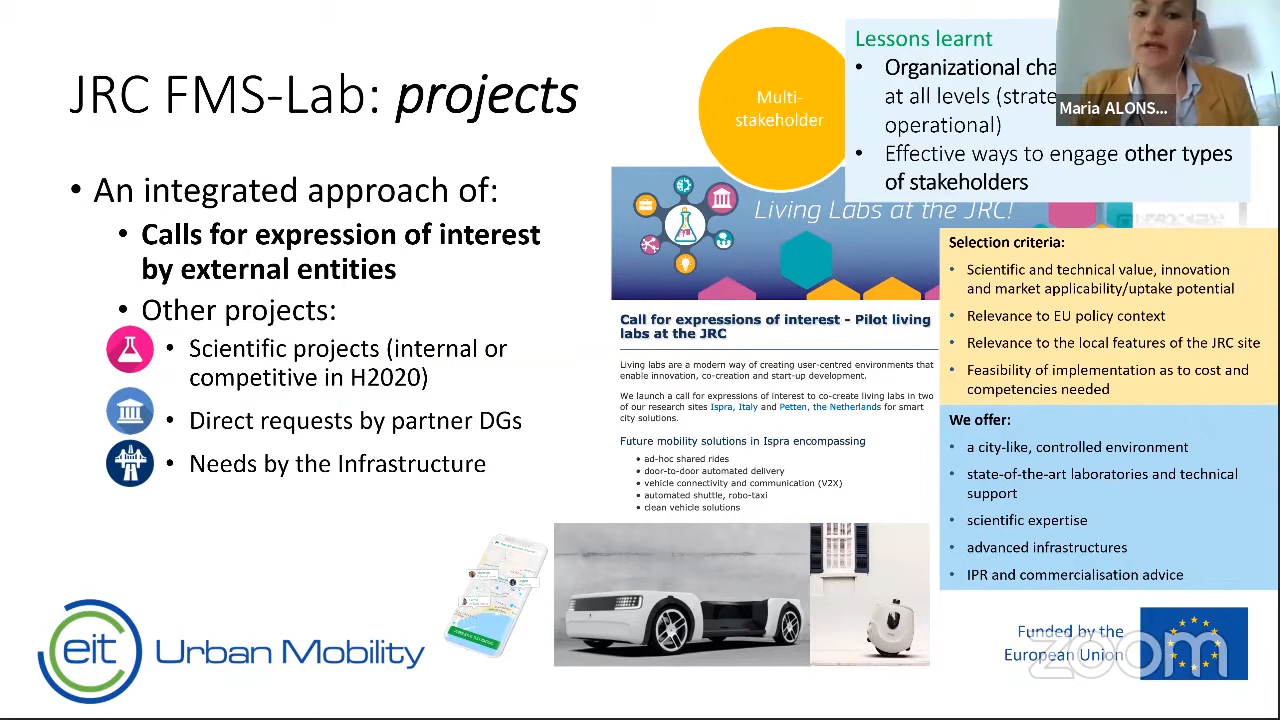 JRC FMS-Lab: projects
• An integrated approach of:
• Calls for expression of interest
by external entities
• Other projects:
• Scientific projects (internal or
competitive in H2020)
• Direct requests by partner DGs
• Needs by the Infrastructure
Multi-
stakeholder
Lessons learnt
• Organizational cha
at all levels (strate
operational)
• Effective ways to engage other types
of stakeholders
Maria ALONS...
Living Labs at the JRC!
Call for expressions of interest - Pilot living
labs at the JRC
Living labs are a modern way of creating user-centred environments that
enable innovation, co-creation and start-up development.
We launch a call for expressions of interest to co-create living labs in two
of our research sites Ispra, Italy and Petten, the Netherlands for smart
city solutions.
Future mobility solutions in Ispra encompassing
• ad-hoc shared rides
• door-to-door automated delivery
• vehicle connectivity and communication (V2X)
• automated shuttle, robo-taxi
• clean vehicle solutions
Selection criteria:
• Scientific and technical value, innovation
and market applicability/uptake potential
• Relevance to EU policy context
• Relevance to the local features of the JRC site
• Feasibility of implementation as to cost and
competencies needed
We offer:
• a city-like, controlled environment
• state-of-the-art laboratories and technical
support
• scientific expertise
• advanced infrastructures
• IPR and commercialisation advice
eit Urban Mobility
Funded by the
European Union
zoom